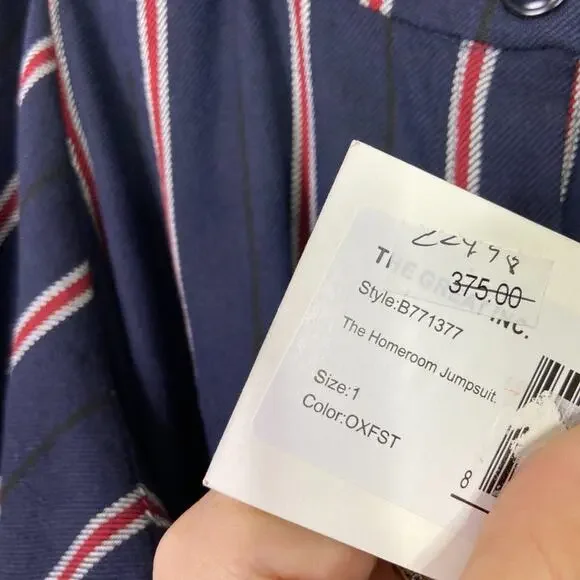 THE GREAT INC.
375.00
Style:B771377
The Homeroom Jumpsuit.
Size:1
Color:OXFST
8